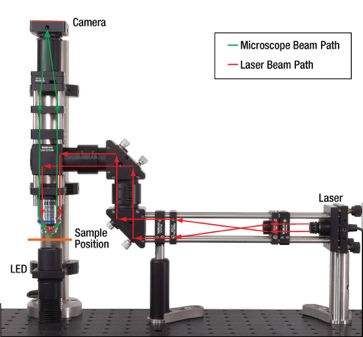 Camera
Microscope Beam Path
Laser Beam Path
Laser
Sample
Position
LED